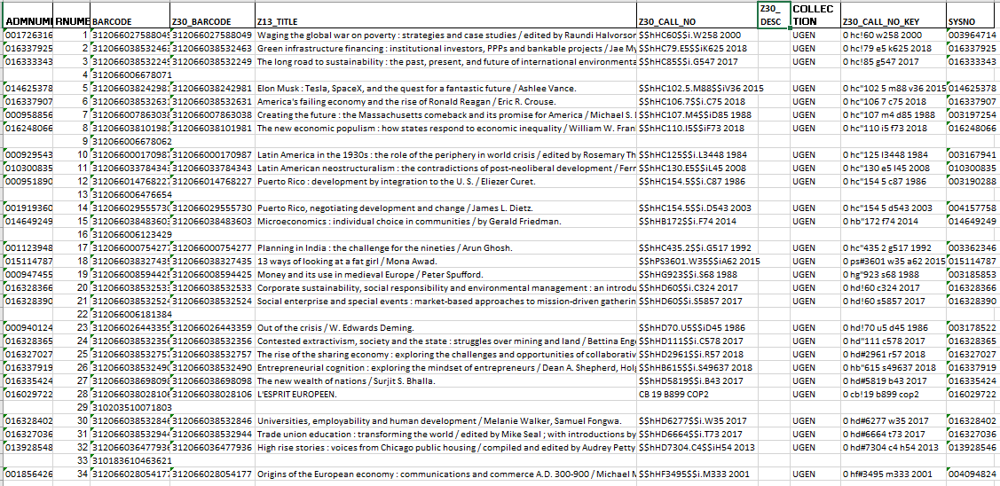 ADMNUM RNUME BARCODE Z30_BARCODE Z13_TITLE Z30_CALL_NO Z30_DESC COLLECTION Z30_CALL_NO_KEY SYSNO
001726316 1 31206602758804 312066027588049 Waging the global war on poverty : strategies and case studies / edited by Raundi Halvorson $$hHC60$$i.W258 2000 UGEN 0 hc!60 w258 2000 003964714
016337925 2 31206603853246 312066038532463 Green infrastructure financing : institutional investors, PPPs and bankable projects / Jae My $$hHC79.E5$$iK625 2018 UGEN 0 hc!79 e5 k625 2018 016337925
016333343 3 31206603853224 312066038532249 The long road to sustainability : the past, present, and future of international environmenta $$hHC85$$i.G547 2017 UGEN 0 hc!85 g547 2017 016333343
4 312066006678071
014625378 5 31206603824298 312066038242981 Elon Musk : Tesla, SpaceX, and the quest for a fantastic future / Ashlee Vance. $$hHC102.5.M88$$iV36 2015 UGEN 0 hc"102 5 m88 v36 2015 014625378
016337907 6 31206603853263 312066038532631 America's failing economy and the rise of Ronald Reagan / Eric R. Crouse. $$hHC106.7$$i.C75 2018 UGEN 0 hc"106 7 c75 2018 016337907
000958856 7 31206600786303 312066007863038 Creating the future : the Massachusetts comeback and its promise for America / Michael S. $$hHC107.M4$$iD85 1988 UGEN 0 hc"107 m4 d85 1988 003197254
016248066 8 31206603810198 312066038101981 The new economic populism : how states respond to economic inequality / William W. Fran $$hHC110.I5$$iF73 2018 UGEN 0 hc"110 i5 f73 2018 016248066
9 312066006678062
000929543 10 31206600017098 312066000170987 Latin America in the 1930s : the role of the periphery in world crisis / edited by Rosemary Th $$hHC125$$i.L3448 1984 UGEN 0 hc"125 l3448 1984 003167941
010300835 11 31206603378434 312066033784343 Latin American neostructuralism : the contradictions of post-neoliberal development / Fern $$hHC130.E5$$iL45 2008 UGEN 0 hc"130 e5 l45 2008 010300835
000951890 12 31206601476822 312066014768227 Puerto Rico : development by integration to the U. S. / Eliezer Curet. $$hHC154.5$$i.C87 1986 UGEN 0 hc"154 5 c87 1986 003190288
13 312066006476654
001919360 14 31206602955573 312066029555730 Puerto Rico, negotiating development and change / James L. Dietz. $$hHC154.5$$i.D543 2003 UGEN 0 hc"154 5 d543 2003 004157758
014649249 15 31206603848360 312066038483603 Microeconomics : individual choice in communities / by Gerald Friedman. $$hHB172$$i.F74 2014 UGEN 0 hb"172 f74 2014 014649249
16 312066006123429
001123948 17 31206600075427 312066000754277 Planning in India : the challenge for the nineties / Arun Ghosh. $$hHC435.2$$i.G517 1992 UGEN 0 hc"435 2 g517 1992 003362346
015114787 18 31206603832743 312066038327435 13 ways of looking at a fat girl / Mona Awad. $$hPS3601.W35$$iA62 2015 UGEN 0 ps#3601 w35 a62 2015 015114787
000947455 19 31206600859442 312066008594425 Money and its use in medieval Europe / Peter Spufford. $$hHG923$$i.S68 1988 UGEN 0 hg"923 s68 1988 003185853
016328366 20 31206603853253 312066038532533 Corporate sustainability, social responsibility and environmental management : an introdu $$hHD60$$i.C324 2017 UGEN 0 hd!60 c324 2017 016328366
016328390 21 31206603853252 312066038532524 Social enterprise and special events : market-based approaches to mission-driven gatherin $$hHD60$$i.S5857 2017 UGEN 0 hd!60 s5857 2017 016328390
22 312066006181384
000940124 23 31206602644335 312066026443359 Out of the crisis / W. Edwards Deming. $$hHD70.U5$$iD45 1986 UGEN 0 hd!70 u5 d45 1986 003178522
016328365 24 31206603853235 312066038532356 Contested extractivism, society and the state : struggles over mining and land / Bettina Eng $$hHD111$$i.C578 2017 UGEN 0 hd"111 c578 2017 016328365
016327027 25 31206603853275 312066038532757 The rise of the sharing economy : exploring the challenges and opportunities of collaborativ $$hHD2961$$i.R57 2018 UGEN 0 hd#2961 r57 2018 016327027
016337919 26 31206603853249 312066038532490 Entrepreneurial cognition : exploring the mindset of entrepreneurs / Dean A. Shepherd, Holg $$hHB615$$i.S49637 2018 UGEN 0 hb"615 s49637 2018 016337919
016335424 27 31206603869809 312066038698098 The new wealth of nations / Surjit S. Bhalla. $$hHD5819$$i.B43 2017 UGEN 0 hd#5819 b43 2017 016335424
016029722 28 31206603802810 312066038028106 L'ESPRIT EUROPEEN. CB 19 B899 COP2 UGEN 0 cb!19 b899 cop2 016029722
29 310203510071803
016328402 30 31206603853284 312066038532846 Universities, employability and human development / Melanie Walker, Samuel Fongwa. $$hHD6277$$i.W35 2017 UGEN 0 hd#6277 w35 2017 016328402
016327036 31 31206603853294 312066038532944 Trade union education : transforming the world / edited by Mike Seal ; with introductions by $$hHD6664$$i.T73 2017 UGEN 0 hd#6664 t73 2017 016327036
013928548 32 31206603647793 312066036477936 High rise stories : voices from Chicago public housing / compiled and edited by Audrey Petty $$hHD7304.C4$$iH54 2013 UGEN 0 hd#7304 c4 h54 2013 013928546
33 310183610463621
001856426 34 31206602805417 312066028054177 Origins of the European economy : communications and commerce A.D. 300-900 / Michael $$hHF3495$$i.M333 2001 UGEN 0 hf#3495 m333 2001 004094824